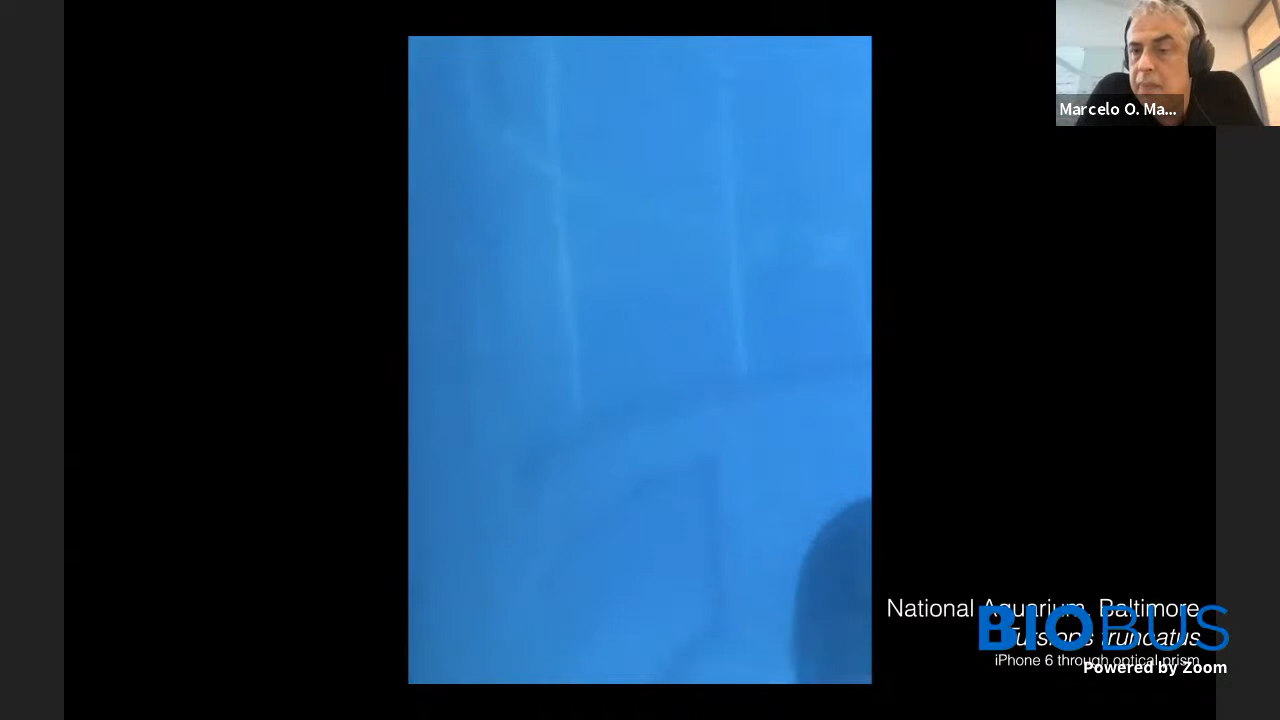 Marcelo O. Ma...
National Aquarium, Baltimore
BIOBUS
Tursiops truncatus
iPhone 6 through optical prism
Powered by Zoom